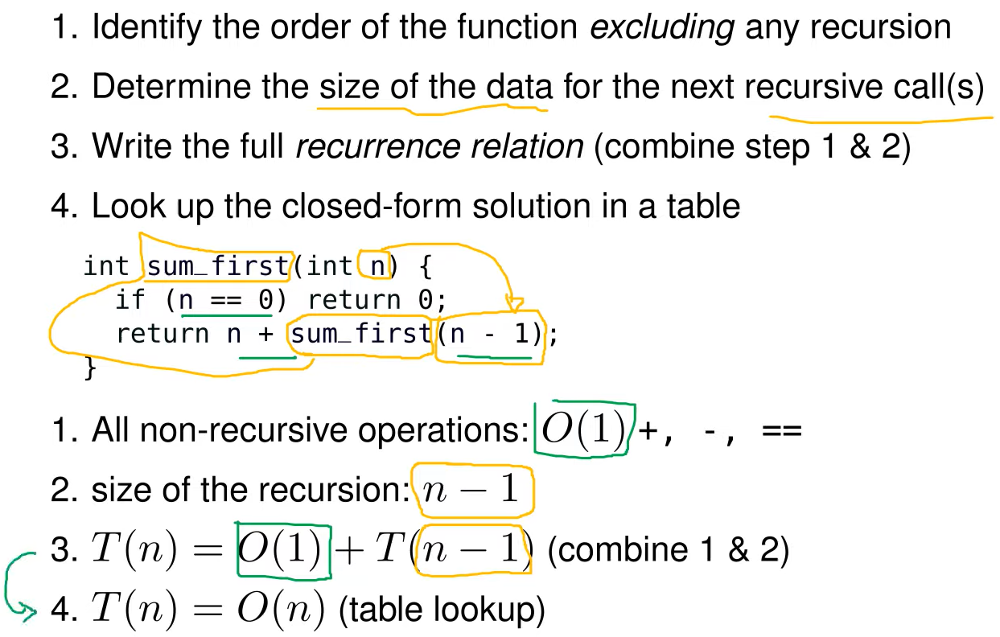 1. Identify the order of the function excluding any recursion
2. Determine the size of the data for the next recursive call(s)
3. Write the full recurrence relation (combine step 1 & 2)
4. Look up the closed-form solution in a table
int sum_first(int n) {
  if (n == 0) return 0;
  return n + sum_first(n - 1);
}
1. All non-recursive operations: O(1) +, -, ==
2. size of the recursion: n − 1
3. T(n) = O(1) + T(n − 1) (combine 1 & 2)
4. T(n) = O(n) (table lookup)